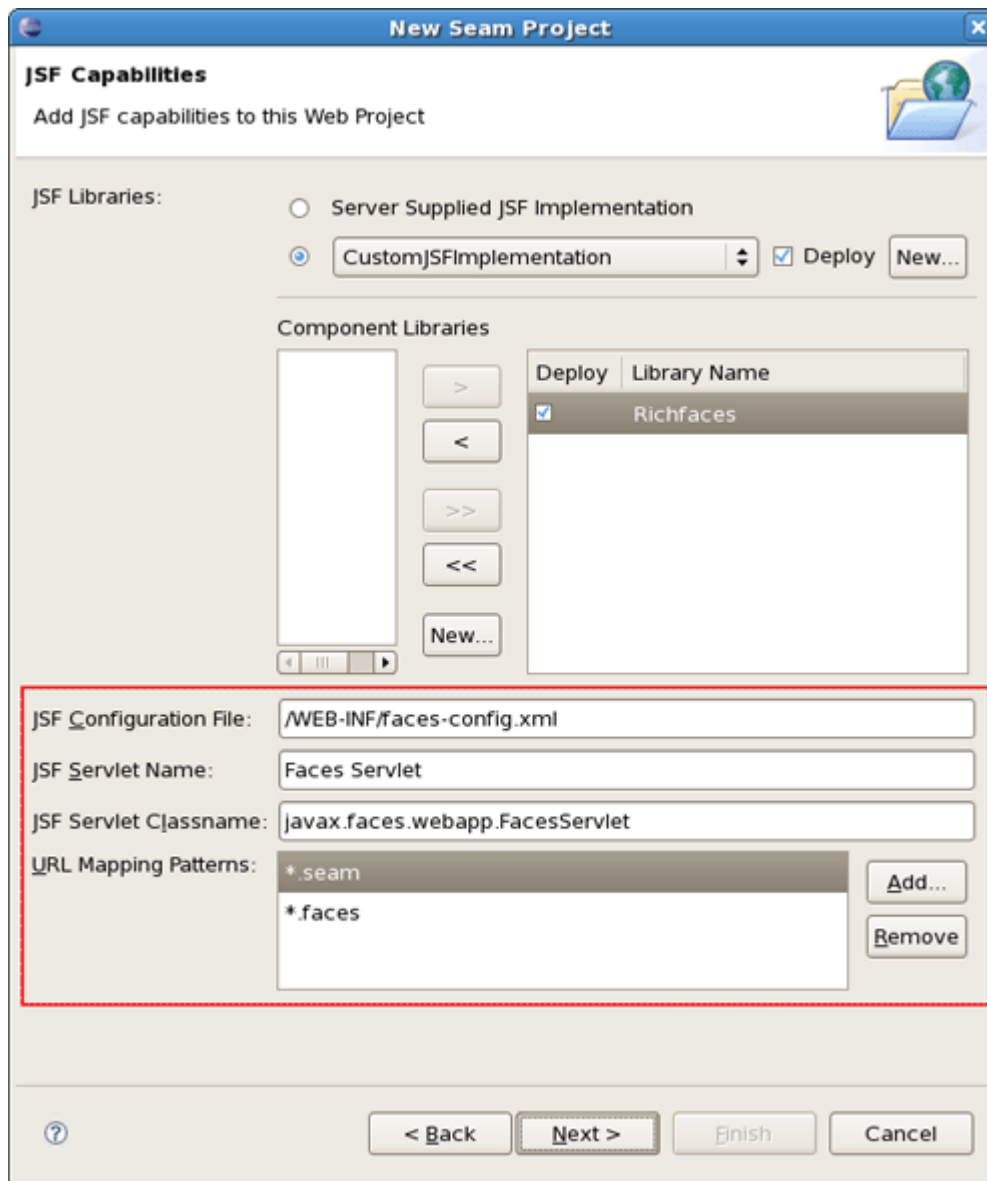 New Seam Project
JSF Capabilities
Add JSF capabilities to this Web Project
JSF Libraries:
Server Supplied JSF Implementation
CustomJSFImplementation
Deploy
New...
Component Libraries
>
<
>>
<<
New...
Deploy Library Name
Richfaces
JSF Configuration File: /WEB-INF/faces-config.xml
JSF Servlet Name: Faces Servlet
JSF Servlet Classname: javax.faces.webapp.FacesServlet
URL Mapping Patterns:
*.seam
*.faces
Add...
Remove
?
< Back
Next >
Finish
Cancel